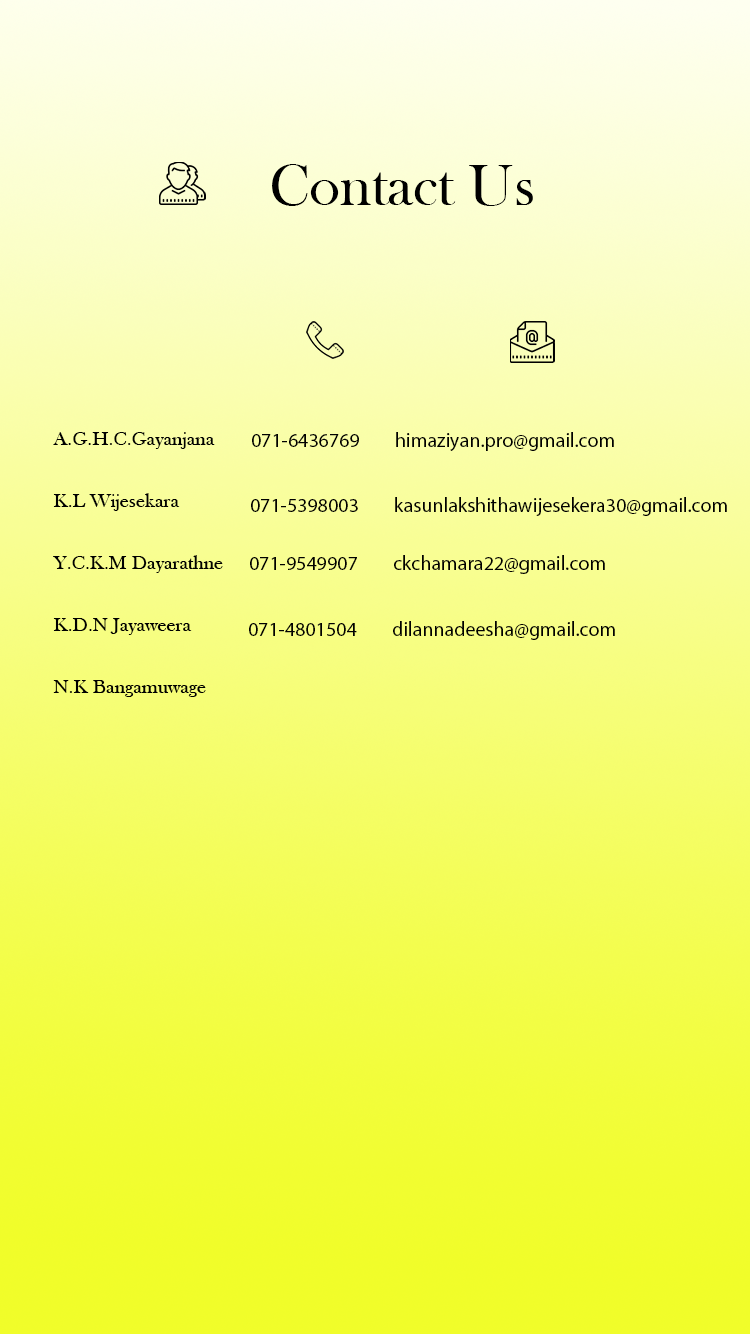 Contact Us
A.G.H.C.Gayanjana 071-6436769 himaziyan.pro@gmail.com
K.L Wijesekara 071-5398003 kasunlakshithawijesekera30@gmail.com
Y.C.K.M Dayarathne 071-9549907 ckchamara22@gmail.com
K.D.N Jayaweera 071-4801504 dilannadeesha@gmail.com
N.K Bangamuwage